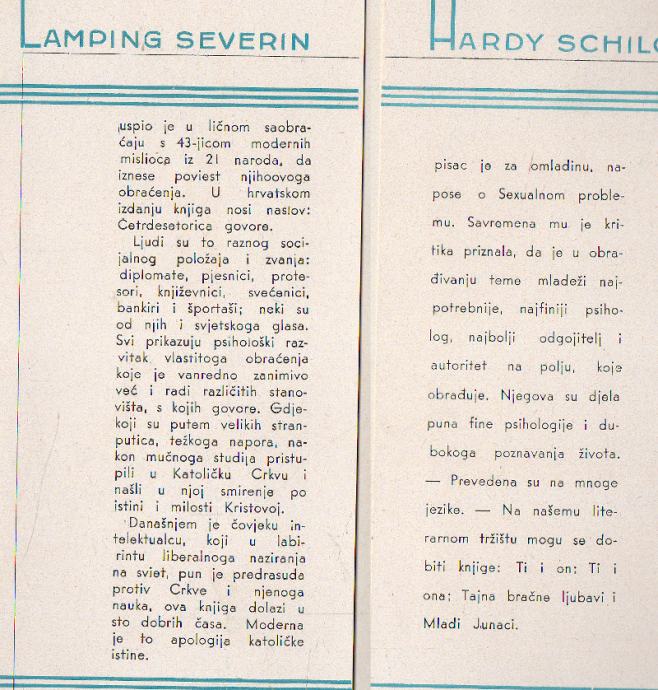 LAMPING SEVERIN
uspio je u ličnom saobra-
ćaju s 43-jicom modernih
mislioca iz 21 naroda, da
iznese poviest njihoovoga
obraćenja. U hrvatskom
izdanju knjiga nosi naslov:
Četrdesetorica govore.
Ljudi su to raznog soci-
jalnog položaja i zvanja:
diplomate, pjesnici, profe-
sori, književnici, svećenici,
bankiri i športaši; neki su
od njih i svjetskoga glasa.
Svi prikazuju psihološki raz-
vitak vlastitoga obraćenja
koje je vanredno zanimivo
već i radi različitih stano-
višta, s kojih govore. Gdje-
koji su putem velikih stran-
putica, težkoga napora, na-
kon mučnoga studija pristu-
pili u Katoličku Crkvu i
našli u njoj smirenje po
istini i milosti Kristovoj.
Današnjem je čovjeku in-
telektualcu, koji u labi-
rintu liberalnoga naziranja
na sviet, pun je predrasuda
protiv Crkve i njenoga
nauka, ova knjiga dolazi u
sto dobrih časa. Moderna
je to apologija katoličke
istine.
HARDY SCHILG
pisac je za omladinu, na-
pose o Sexualnom proble-
mu. Savremena mu je kri-
tika priznala, da je u obra-
đivanju teme mladeži naj-
potrebnije, najfiniji psiho-
log, najbolji odgojitelj i
autoritet na polju, koje
obrađuje. Njegova su djela
puna fine psihologije i du-
bokoga poznavanja života.
— Prevedena su na mnoge
jezike. — Na našemu lite-
rarnom tržištu mogu se do-
biti knjige: Ti i on; Ti i
ona; Tajna bračne ljubavi i
Mladi Junaci.